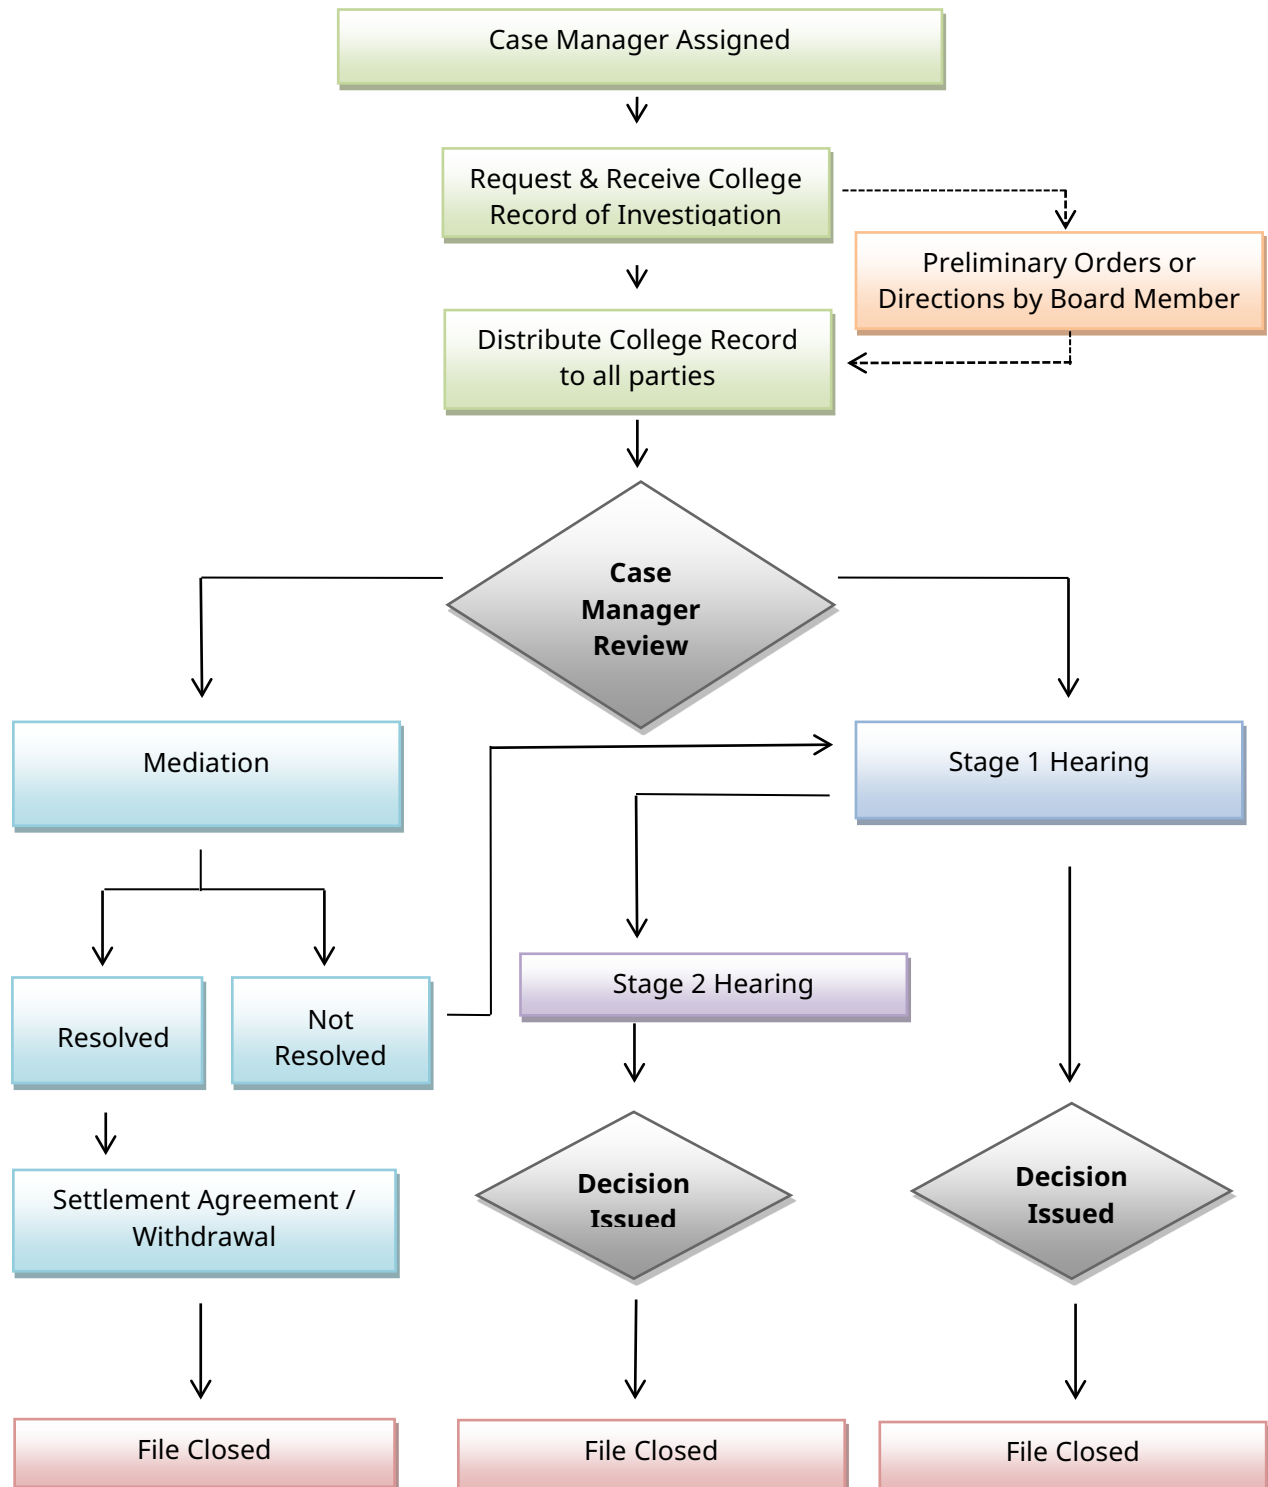 Case Manager Assigned
Request & Receive College
Record of Investigation
Preliminary Orders or
Directions by Board Member
Distribute College Record
to all parties
Case
Manager
Review
Mediation
Stage 1 Hearing
Resolved
Not
Resolved
Stage 2 Hearing
Settlement Agreement /
Withdrawal
Decision
Issued
Decision
Issued
File Closed
File Closed
File Closed